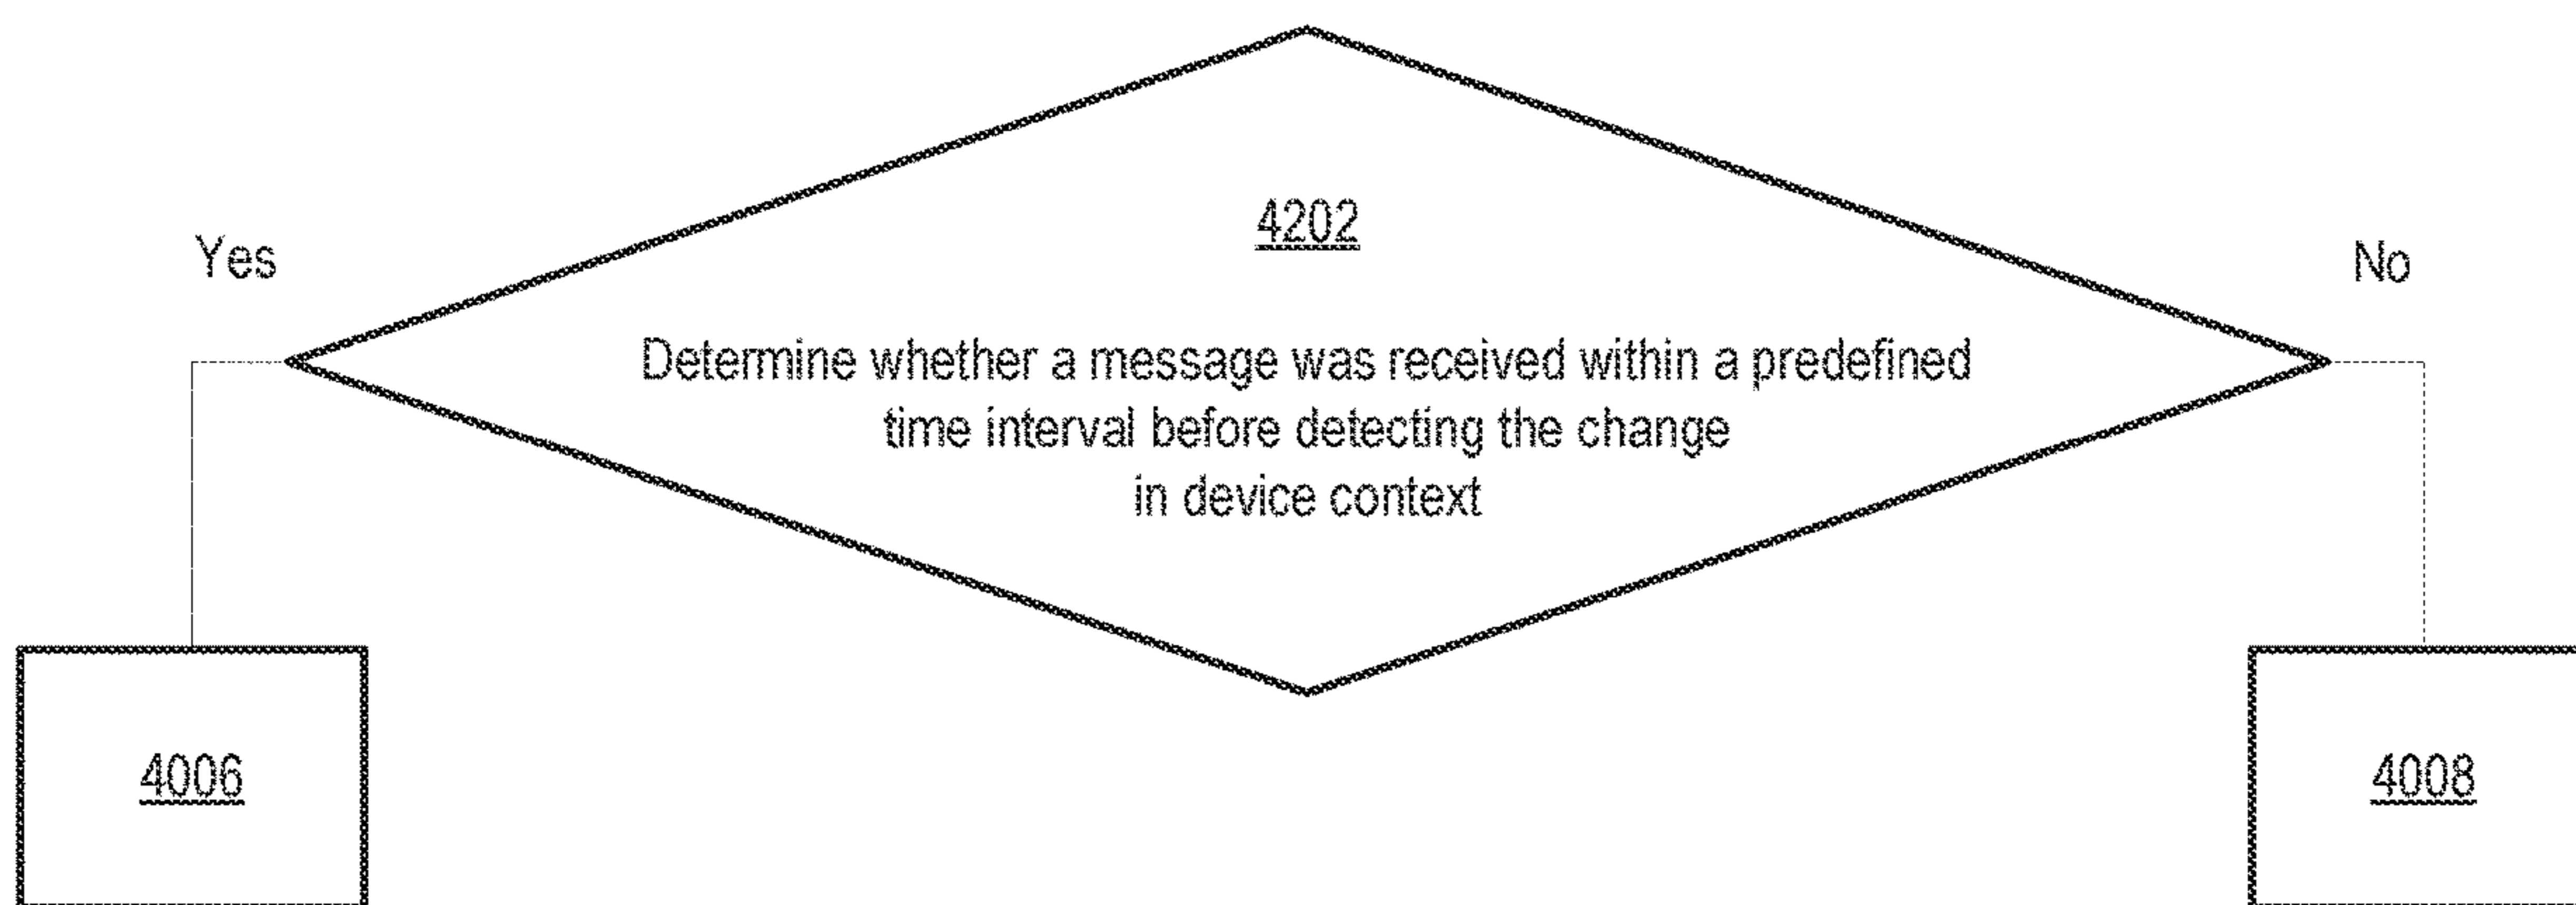 4202
Yes
No
Determine whether a message was received within a predefined
time interval before detecting the change
in device context
4006
4008